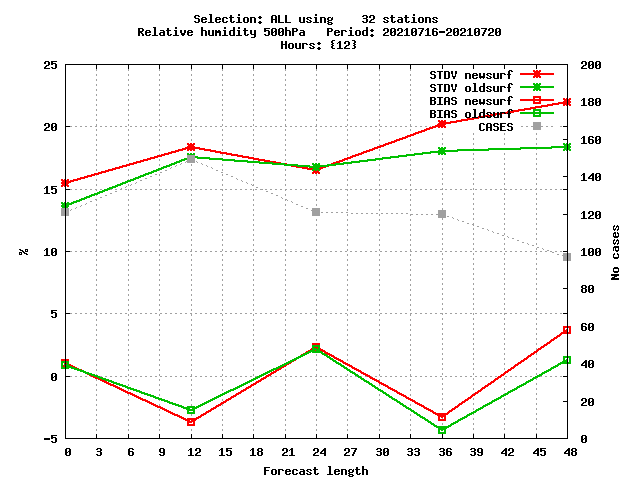 Selection: ALL using    32 stations
Relative humidity 500hPa   Period: 20210716-20210720
Hours: {12}
25
20
15
10
5
0
-5
%
200
180
160
140
120
100
80
60
40
20
0
No cases
STDV newsurf
STDV oldsurf
BIAS newsurf
BIAS oldsurf
CASES
0 3 6 9 12 15 18 21 24 27 30 33 36 39 42 45 48
Forecast length